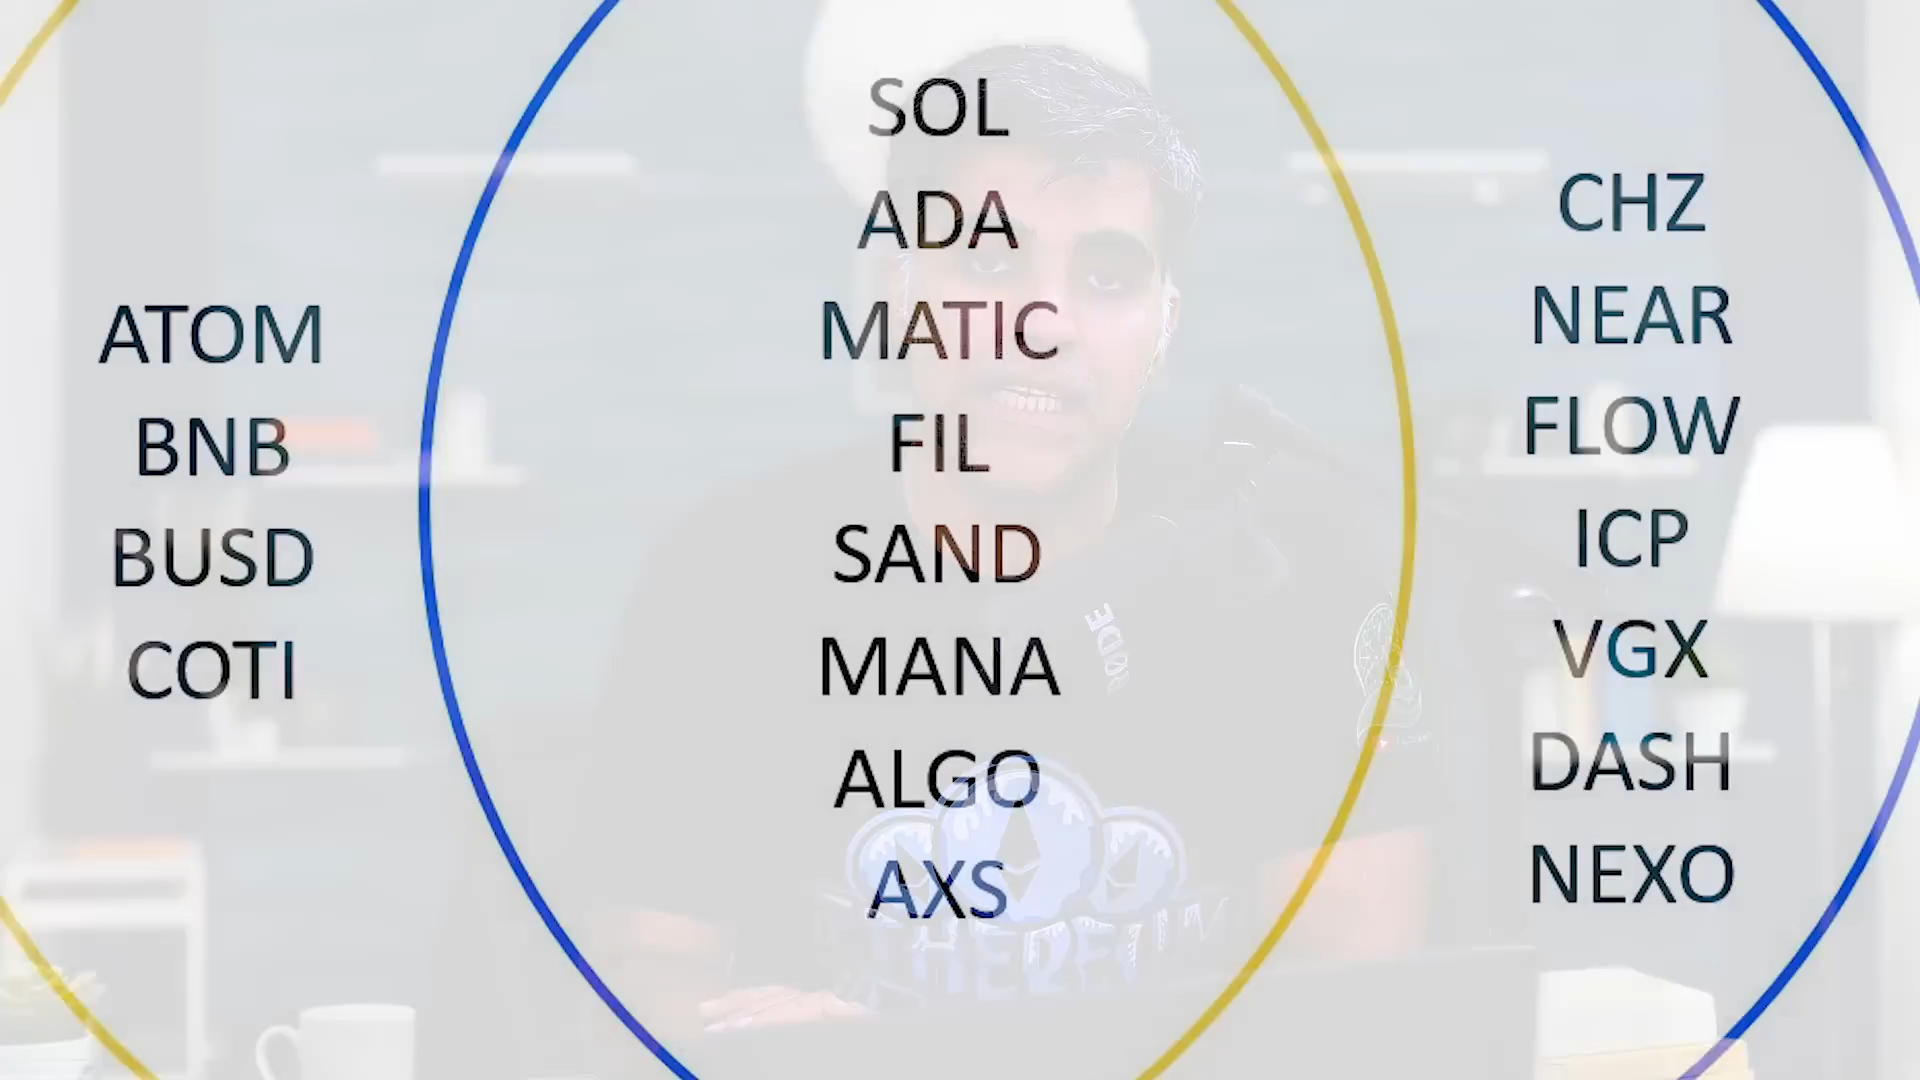 ATOM
BNB
BUSD
COTI
SOL
ADA
MATIC
FIL
SAND
MANA
ALGO
AXS
CHZ
NEAR
FLOW
ICP
VGX
DASH
NEXO